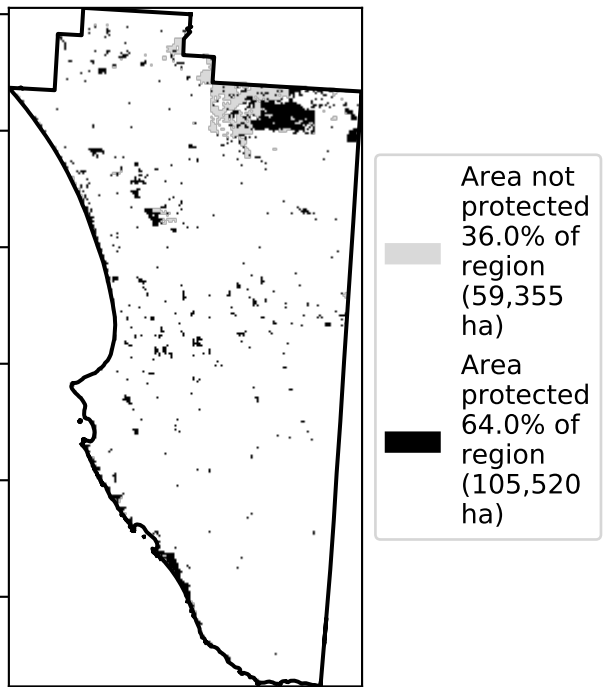 Area not
protected
36.0% of
region
(59,355
ha)
Area
protected
64.0% of
region
(105,520
ha)